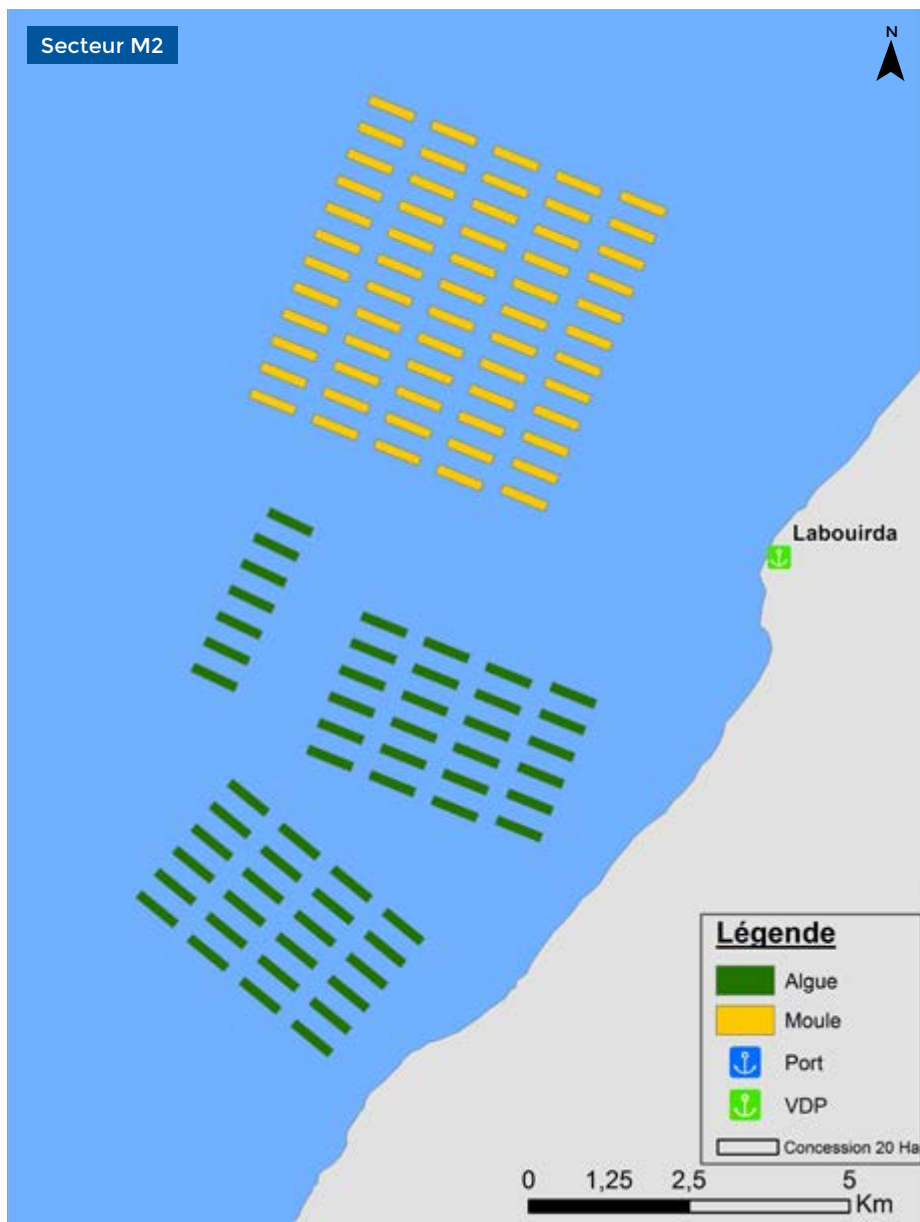 Secteur M2
N
Labouirda
Légende
Algue
Moule
Port
VDP
Concession 20 Ha
0 1,25 2,5 5
Km